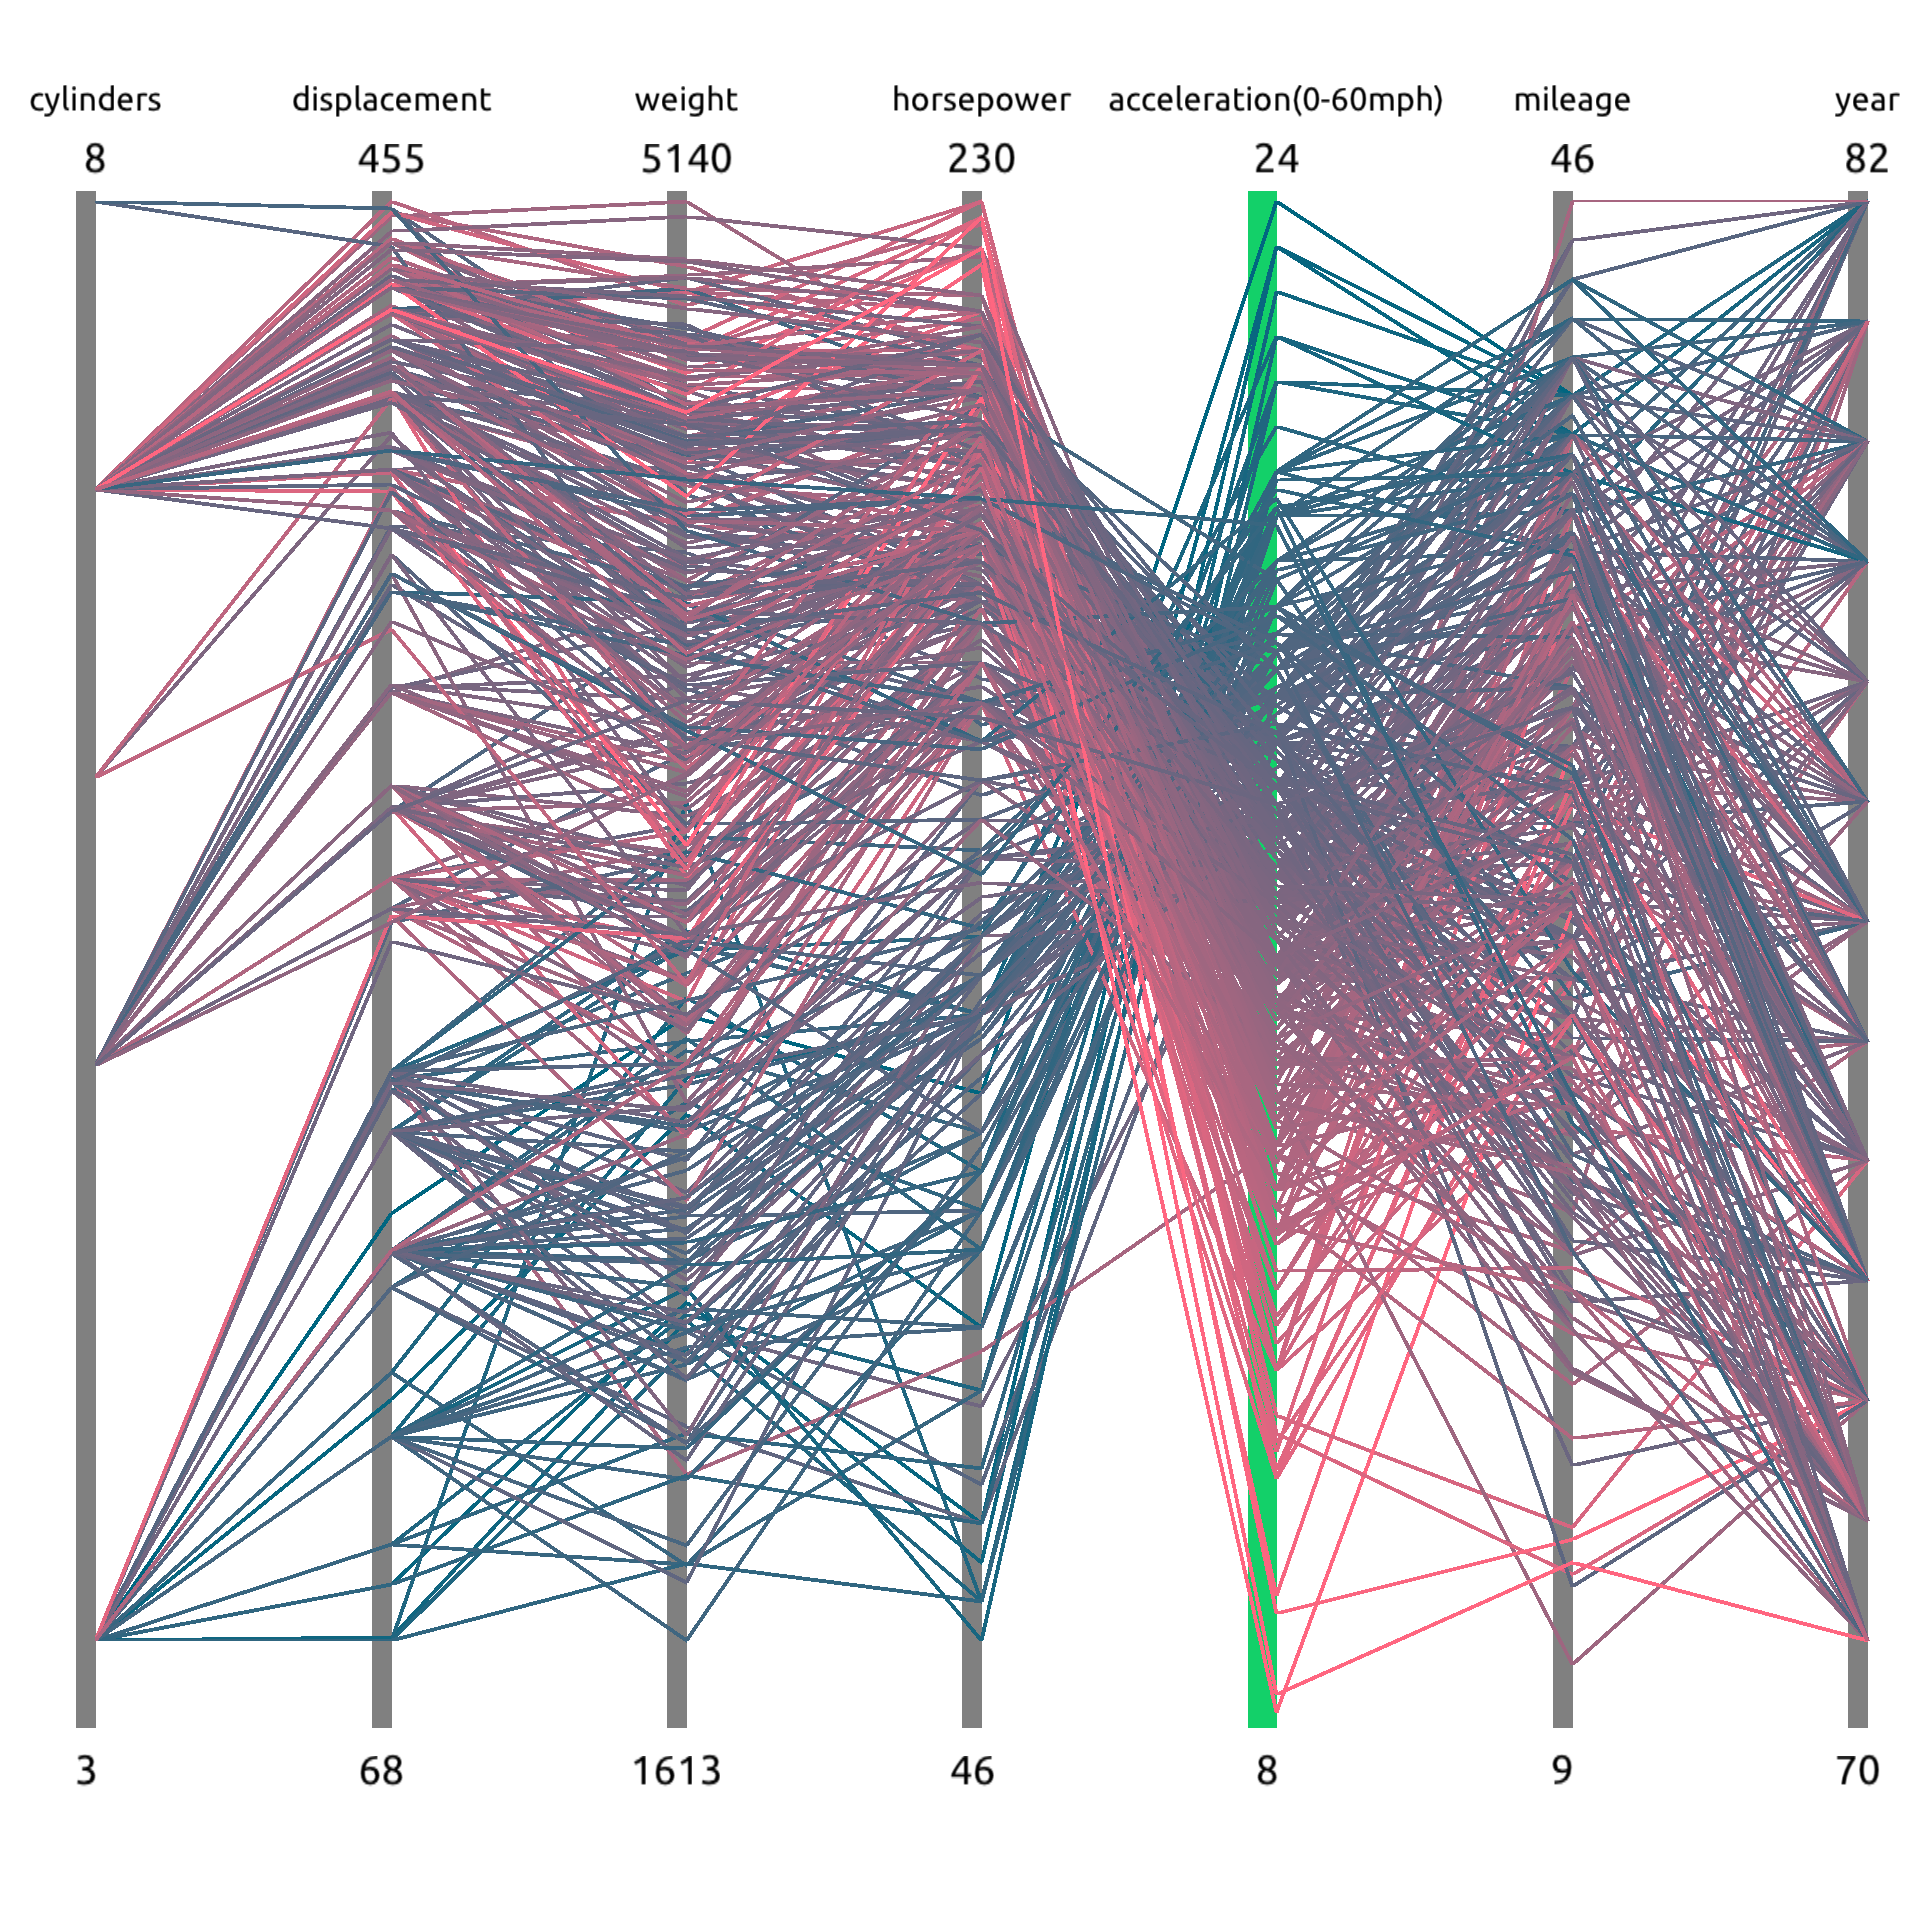 cylinders displacement weight horsepower acceleration(0-60mph) mileage year
8 455 5140 230 24 46 82
3 68 1613 46 8 9 70